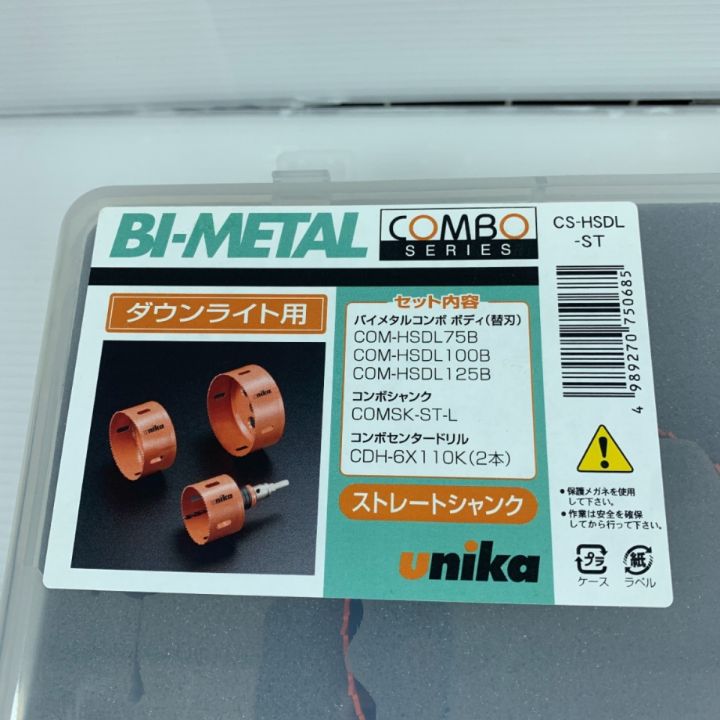 BI-METAL
COMBO
SERIES
CS-HSDL
-ST
ダウンライト用
セット内容
バイメタルコンボ ボディ(替刃)
COM-HSDL75B
COM-HSDL100B
COM-HSDL125B
コンボシャンク
COMSK-ST-L
コンボセンタードリル
CDH-6X110K(2本)
ストレートシャンク
unika
unika
unika
4 989270 750685
●保護メガネを使用
して下さい。
●作業は安全を確保
してから行って下さい。
プラ
ケース
紙
ラベル